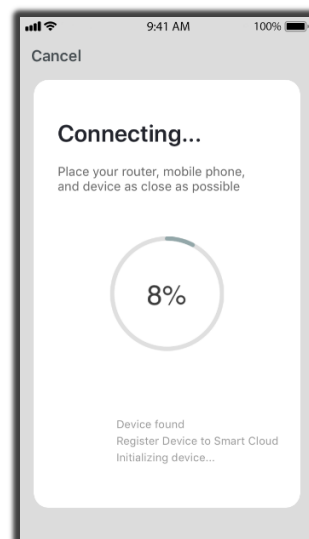 9:41 AM
100%
Cancel
Connecting...
Place your router, mobile phone,
and device as close as possible
8%
Device found
Register Device to Smart Cloud
Initializing device...